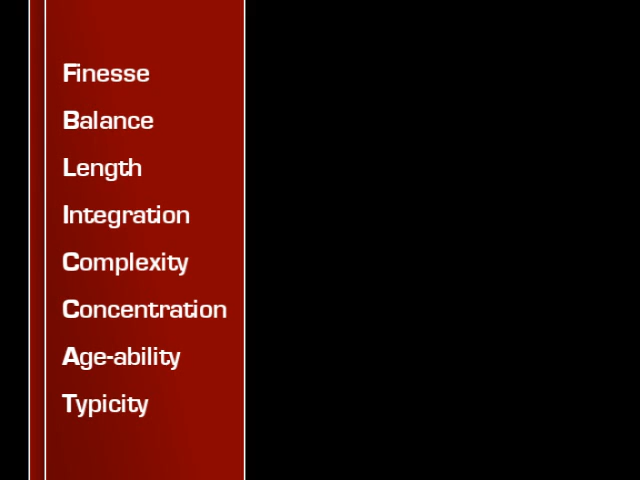 Finesse
Balance
Length
Integration
Complexity
Concentration
Age-ability
Typicity